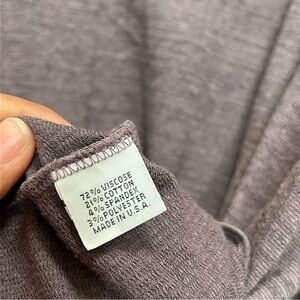 72% VISCOSE
21% COTTON
4% SPANDEX
3% POLYESTER
MADE IN U.S.A.